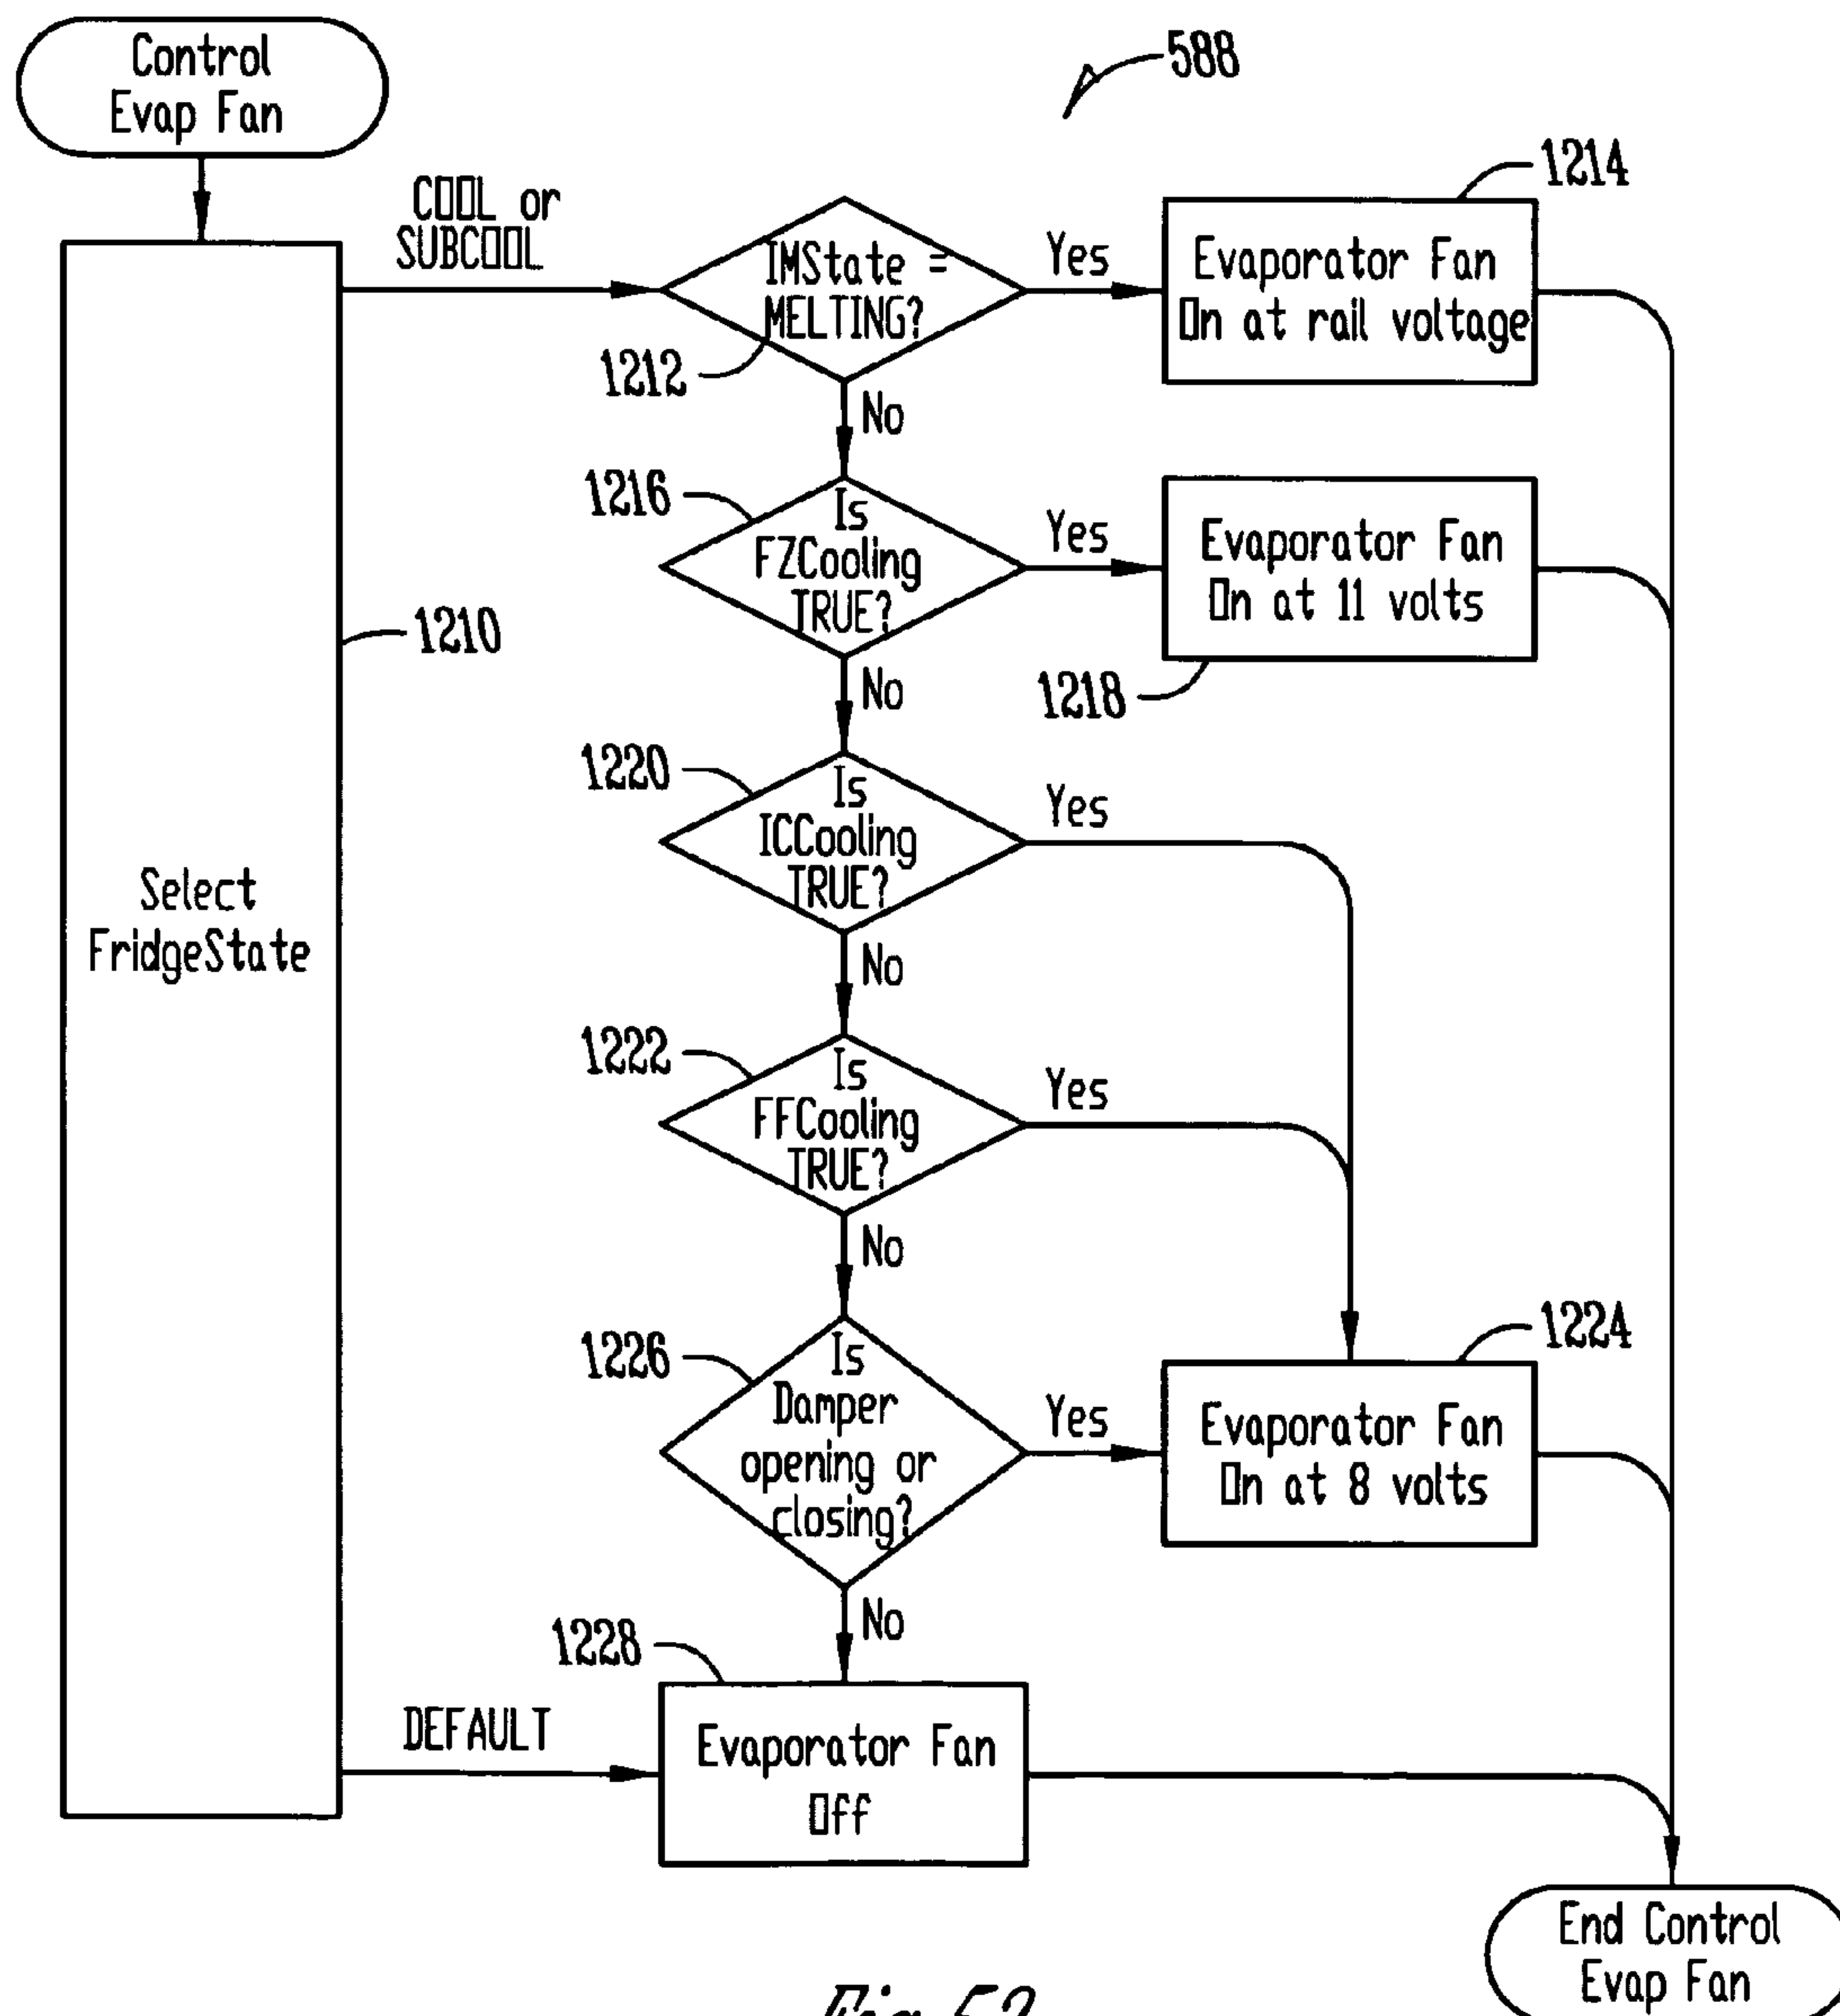 Control
Evap Fan
588
COOL or
SUBCOOL
IMState =
MELTING?
1212
Yes
1214
Evaporator Fan
On at rail voltage
No
1216
Is
FZCooling
TRUE?
Yes
Evaporator Fan
On at 11 volts
1218
1210
No
1220
Is
ICCooling
TRUE?
Yes
Select
FridgeState
No
1222
Is
FFCooling
TRUE?
Yes
No
1226
Is
Damper
opening or
closing?
Yes
1224
Evaporator Fan
On at 8 volts
No
1228
DEFAULT
Evaporator Fan
Off
End Control
Evap Fan